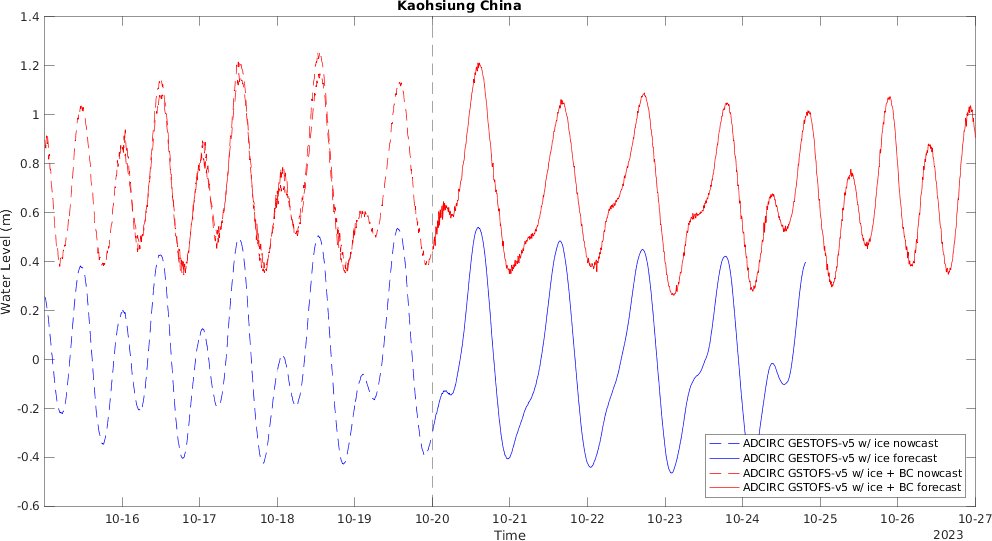 Kaohsiung China
1.4
1.2
1
0.8
0.6
0.4
0.2
0
-0.2
-0.4
-0.6
Water Level (m)
ADCIRC GESTOFS-v5 w/ ice nowcast
ADCIRC GESTOFS-v5 w/ ice forecast
ADCIRC GSTOFS-v5 w/ ice + BC nowcast
ADCIRC GSTOFS-v5 w/ ice + BC forecast
10-16 10-17 10-18 10-19 10-20 10-21 10-22 10-23 10-24 10-25 10-26 10-27
Time
2023